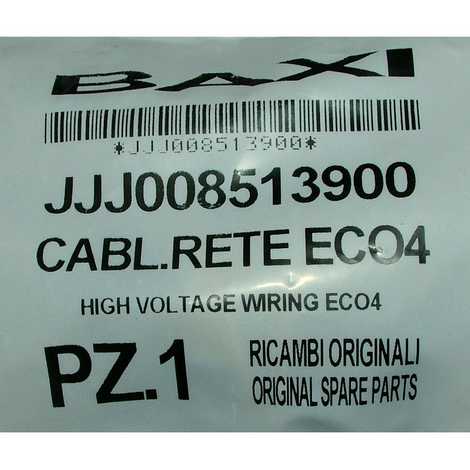 BAXI
*JJJ008513900*
JJJ008513900
CABL.RETE ECO4
HIGH VOLTAGE WIRING ECO4
PZ.1
RICAMBI ORIGINALI
ORIGINAL SPARE PARTS